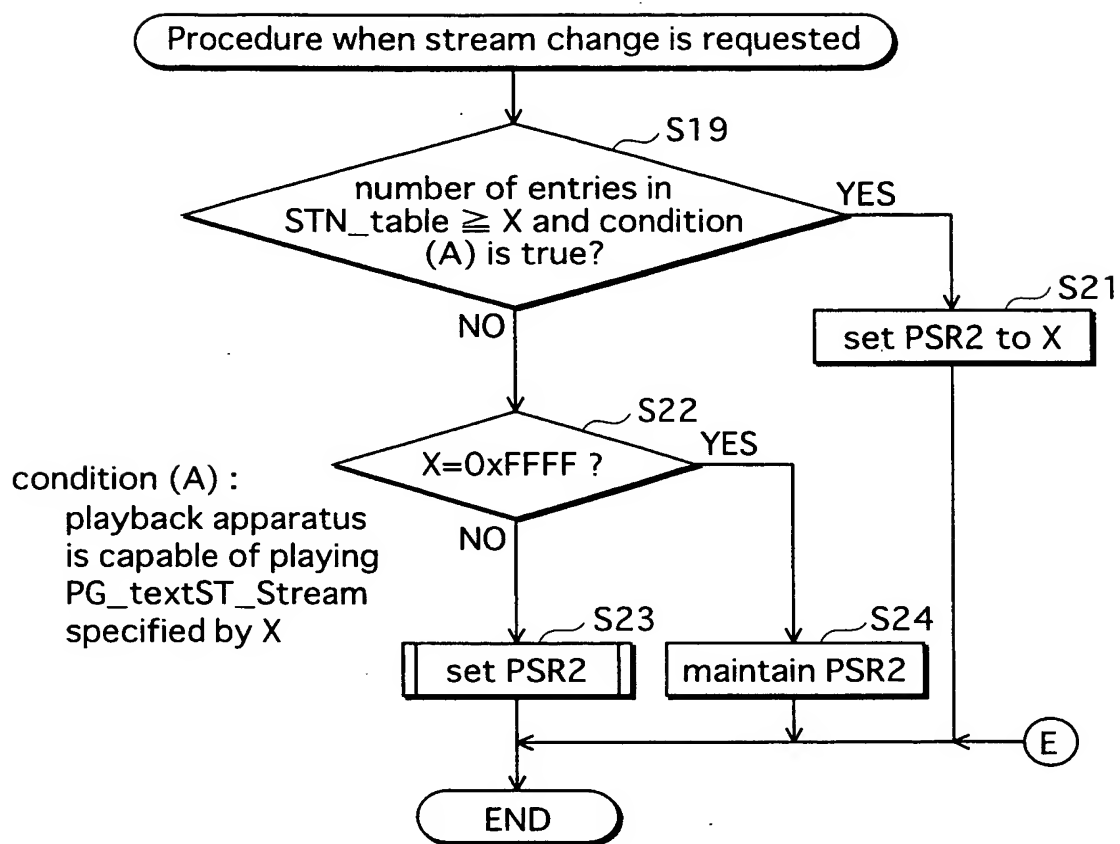 Procedure when stream change is requested
S19
number of entries in
STN_table ≧ X and condition
(A) is true?
YES
S21
set PSR2 to X
NO
S22
X=0xFFFF ?
YES
condition (A) :
playback apparatus
is capable of playing
PG_textST_Stream
specified by X
NO
S23
set PSR2
S24
maintain PSR2
E
END